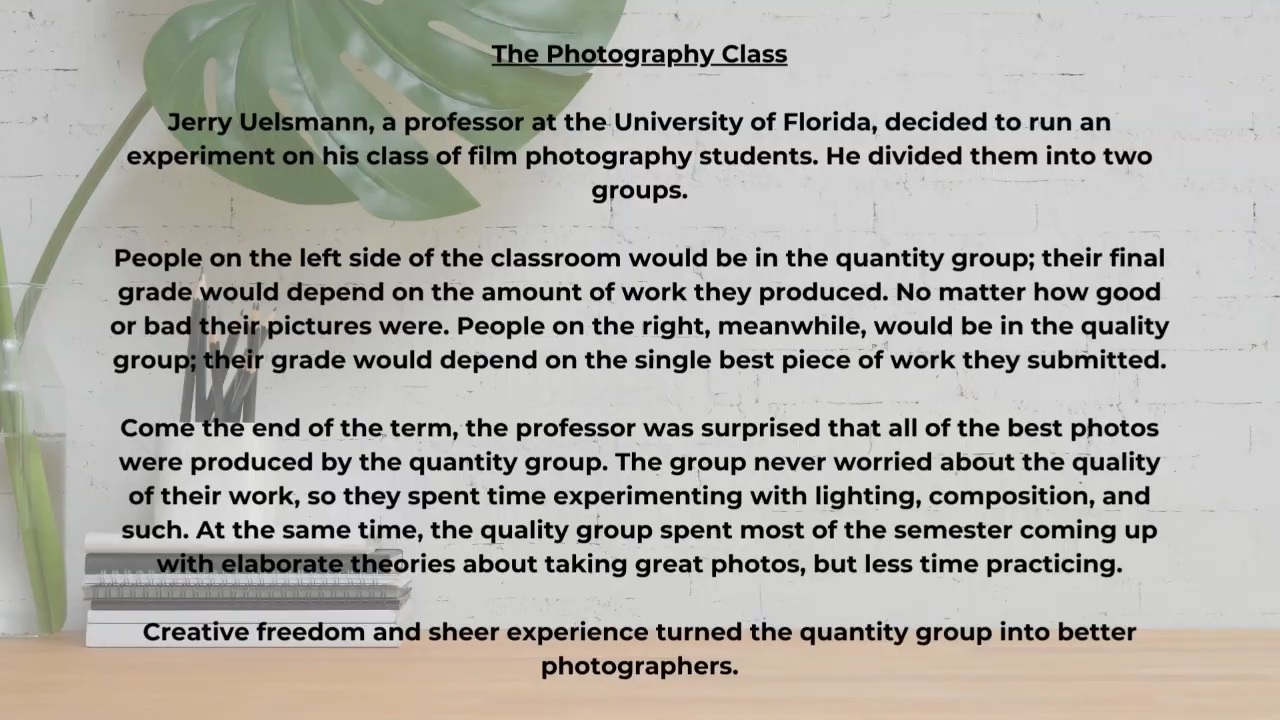 The Photography Class
Jerry Uelsmann, a professor at the University of Florida, decided to run an
experiment on his class of film photography students. He divided them into two
groups.
People on the left side of the classroom would be in the quantity group; their final
grade would depend on the amount of work they produced. No matter how good
or bad their pictures were. People on the right, meanwhile, would be in the quality
group; their grade would depend on the single best piece of work they submitted.
Come the end of the term, the professor was surprised that all of the best photos
were produced by the quantity group. The group never worried about the quality
of their work, so they spent time experimenting with lighting, composition, and
such. At the same time, the quality group spent most of the semester coming up
with elaborate theories about taking great photos, but less time practicing.
Creative freedom and sheer experience turned the quantity group into better
photographers.